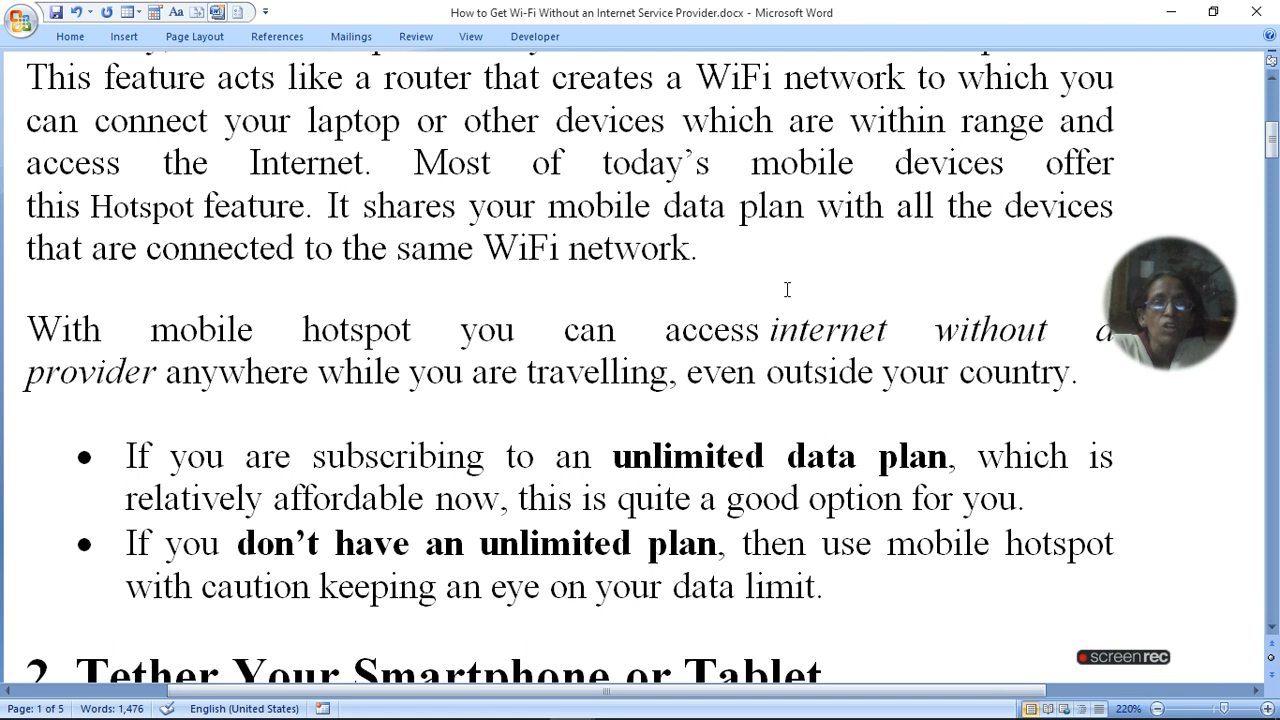 How to Get Wi-Fi Without an Internet Service Provider.docx - Microsoft Word
Home Insert Page Layout References Mailings Review View Developer
This feature acts like a router that creates a WiFi network to which you
can connect your laptop or other devices which are within range and
access the Internet. Most of today’s mobile devices offer
this Hotspot feature. It shares your mobile data plan with all the devices
that are connected to the same WiFi network.
With mobile hotspot you can access internet without a
provider anywhere while you are travelling, even outside your country.
• If you are subscribing to an unlimited data plan, which is
relatively affordable now, this is quite a good option for you.
• If you don’t have an unlimited plan, then use mobile hotspot
with caution keeping an eye on your data limit.
2. Tether Your Smartphone or Tablet
screenrec
Page: 1 of 5 Words: 1,476 English (United States) 220%